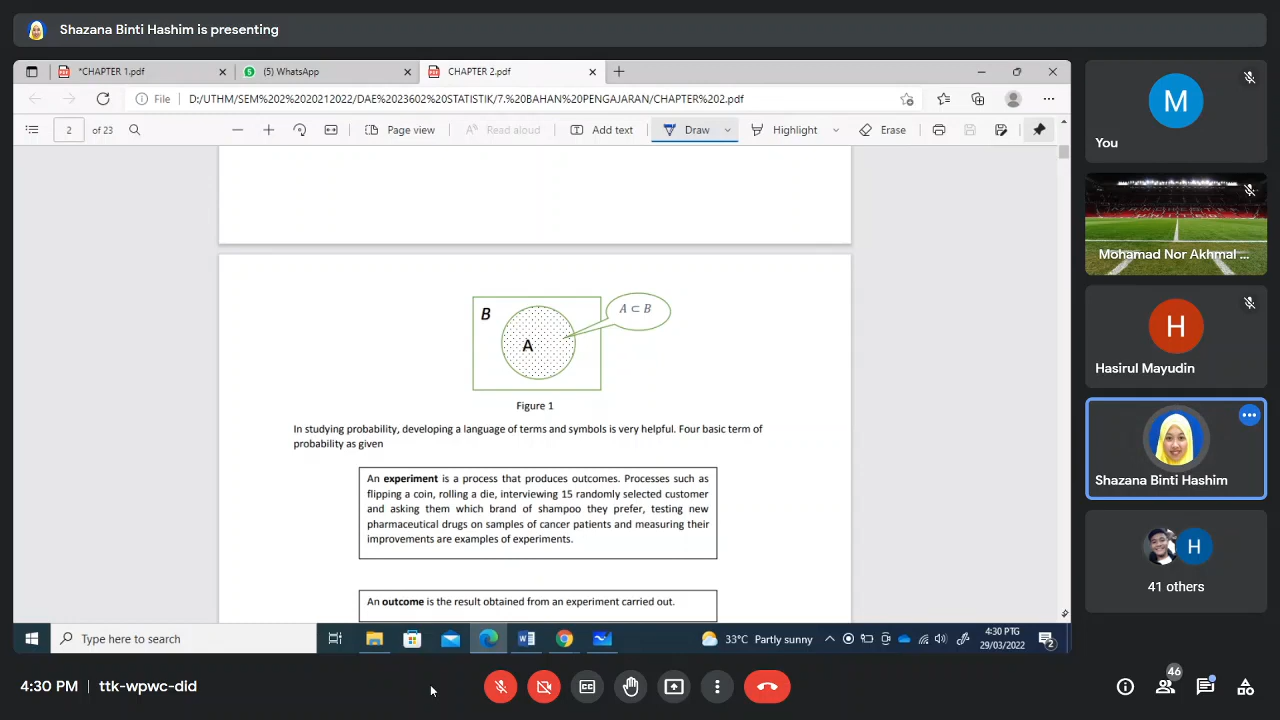 Shazana Binti Hashim is presenting
*CHAPTER 1.pdf
(5) WhatsApp
CHAPTER 2.pdf
File
D:/UTHM/SEM%202%2020212022/DAE%2023602%20STATISTIK/7.%20BAHAN%20PENGAJARAN/CHAPTER%202.pdf
2 of 23
Page view
Read aloud
Add text
Draw
Highlight
Erase
B
A ⊂ B
A
Figure 1
In studying probability, developing a language of terms and symbols is very helpful. Four basic term of
probability as given
An experiment is a process that produces outcomes. Processes such as
flipping a coin, rolling a die, interviewing 15 randomly selected customer
and asking them which brand of shampoo they prefer, testing new
pharmaceutical drugs on samples of cancer patients and measuring their
improvements are examples of experiments.
An outcome is the result obtained from an experiment carried out.
Type here to search
33°C Partly sunny
4:30 PTG
29/03/2022
2
M
You
UNITED
Mohamad Nor Akhmal ...
H
Hasirul Mayudin
Shazana Binti Hashim
H
41 others
4:30 PM | ttk-wpwc-did
46